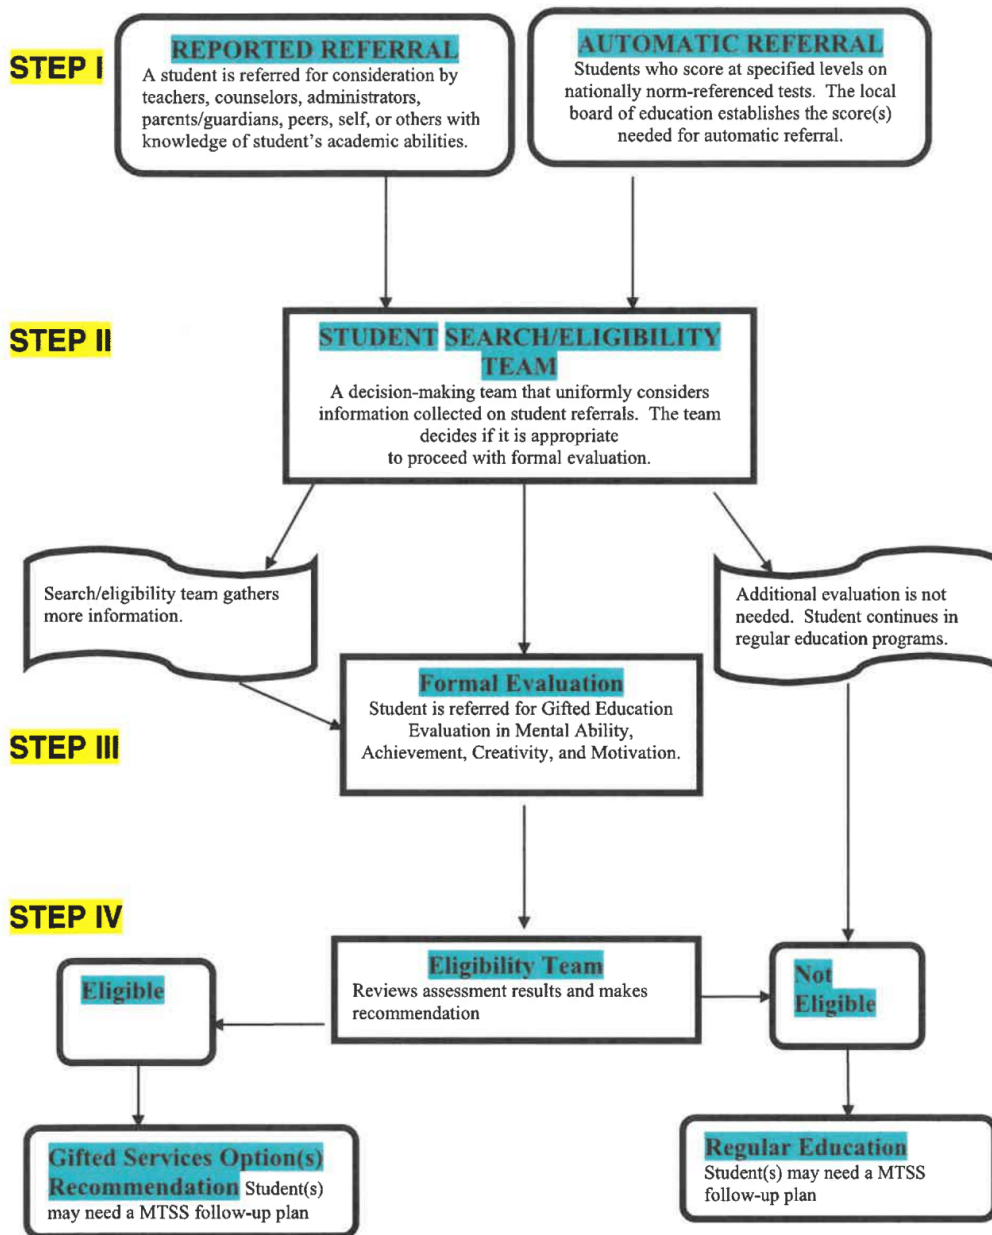 STEP I
REPORTED REFERRAL
A student is referred for consideration by
teachers, counselors, administrators,
parents/guardians, peers, self, or others with
knowledge of student's academic abilities.
AUTOMATIC REFERRAL
Students who score at specified levels on
nationally norm-referenced tests. The local
board of education establishes the score(s)
needed for automatic referral.
STEP II
STUDENT SEARCH/ELIGIBILITY
TEAM
A decision-making team that uniformly considers
information collected on student referrals. The team
decides if it is appropriate
to proceed with formal evaluation.
Search/eligibility team gathers
more information.
Additional evaluation is not
needed. Student continues in
regular education programs.
STEP III
Formal Evaluation
Student is referred for Gifted Education
Evaluation in Mental Ability,
Achievement, Creativity, and Motivation.
STEP IV
Eligible
Eligibility Team
Reviews assessment results and makes
recommendation
Not
Eligible
Gifted Services Option(s)
Recommendation Student(s)
may need a MTSS follow-up plan
Regular Education
Student(s) may need a MTSS
follow-up plan